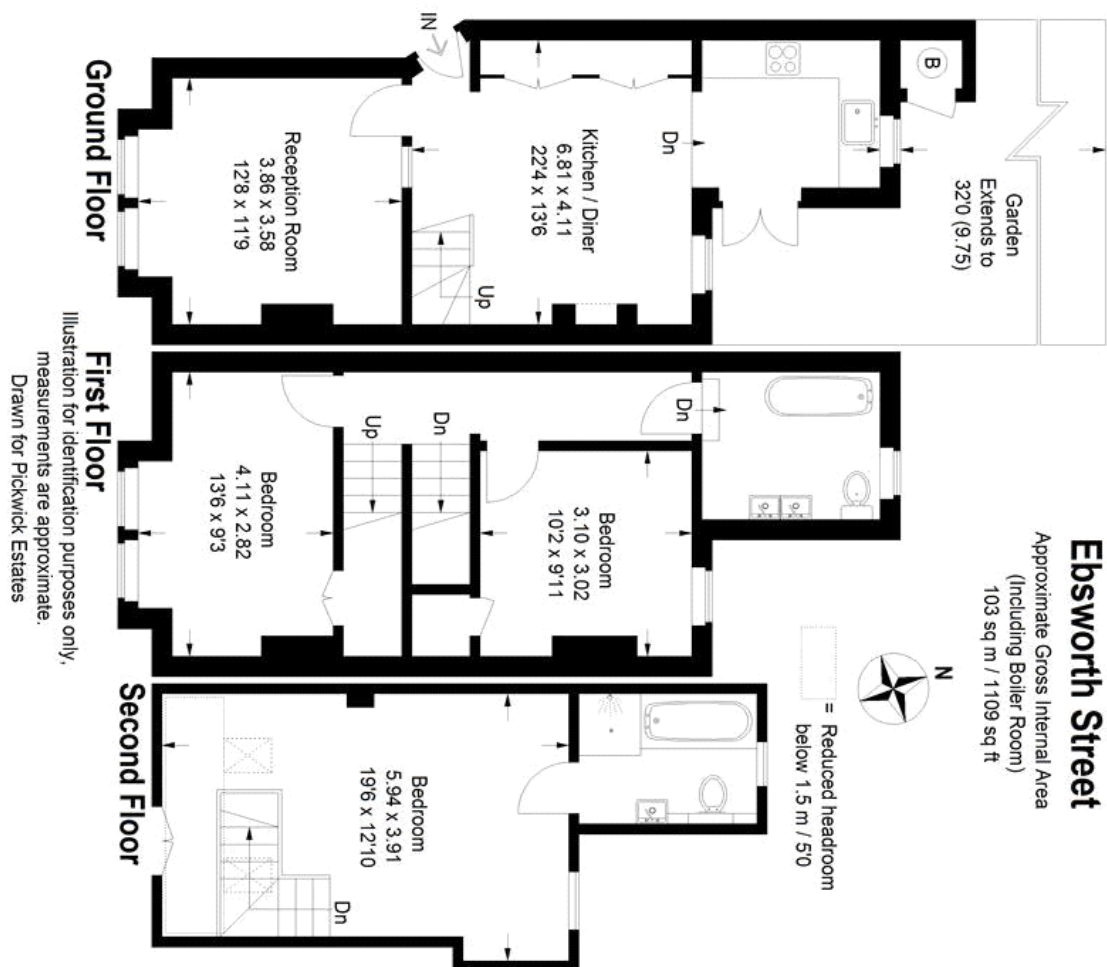 Ebsworth Street
Approximate Gross Internal Area
(Including Boiler Room)
103 sq m / 1109 sq ft
N
= Reduced headroom
below 1.5 m / 5'0
Garden
Extends to
32'0 (9.75)
B
IN
Dn
Kitchen / Diner
6.81 x 4.11
22'4 x 13'6
Up
Reception Room
3.86 x 3.58
12'8 x 11'9
Ground Floor
Dn
Bedroom
3.10 x 3.02
10'2 x 9'11
Dn
Up
Bedroom
4.11 x 2.82
13'6 x 9'3
First Floor
Bedroom
5.94 x 3.91
19'6 x 12'10
Dn
Second Floor
Illustration for identification purposes only,
measurements are approximate.
Drawn for Pickwick Estates